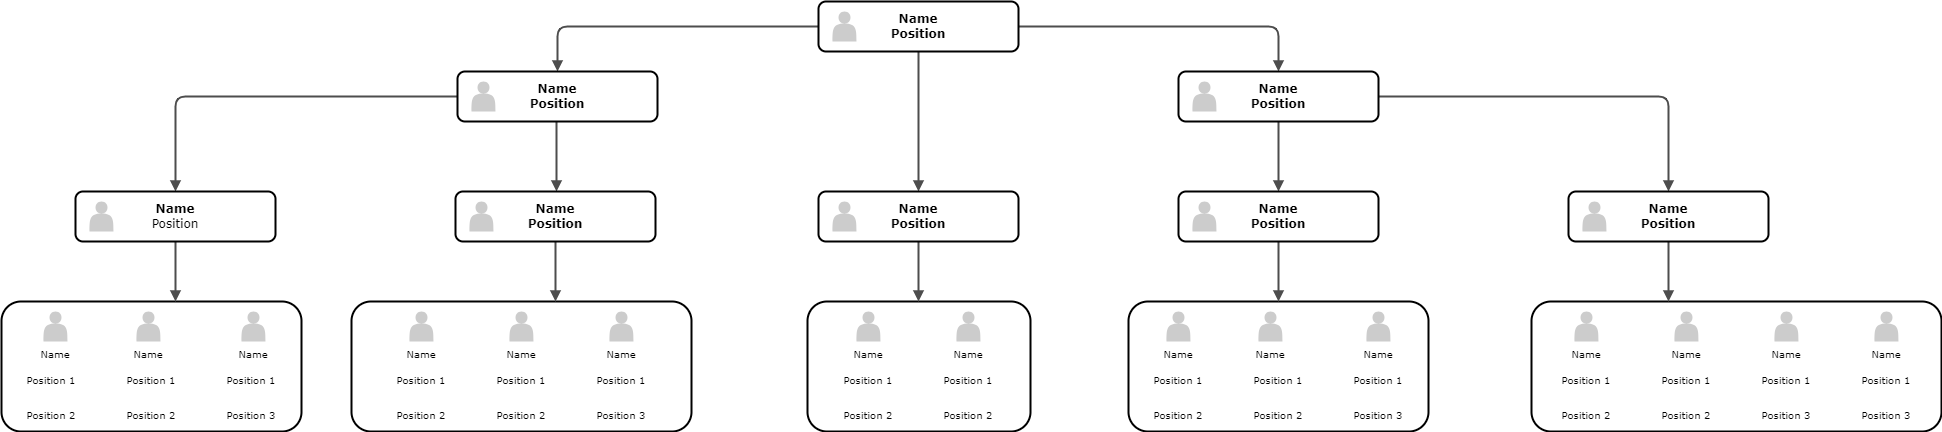 Name
Position
Name
Position
Name
Position
Name
Position
Name
Position
Name
Position
Name
Position
Name
Position
Name Name Name
Position 1 Position 1 Position 1
Position 2 Position 2 Position 3
Name Name Name
Position 1 Position 1 Position 1
Position 2 Position 2 Position 3
Name Name
Position 1 Position 1
Position 2 Position 2
Name Name Name
Position 1 Position 1 Position 1
Position 2 Position 2 Position 3
Name Name Name Name
Position 1 Position 1 Position 1 Position 1
Position 2 Position 2 Position 3 Position 3